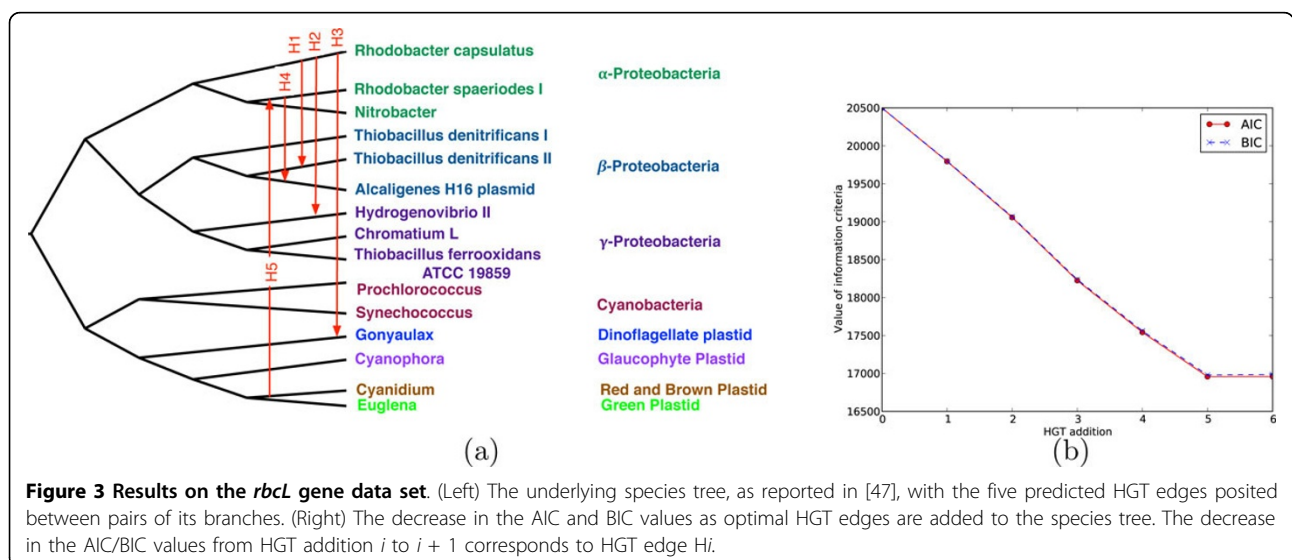 H1
H2
H3
H4
H5
Rhodobacter capsulatus
Rhodobacter spaeriodes I
Nitrobacter
α-Proteobacteria
Thiobacillus denitrificans I
Thiobacillus denitrificans II
Alcaligenes H16 plasmid
β-Proteobacteria
Hydrogenovibrio II
Chromatium L
Thiobacillus ferrooxidans
ATCC 19859
γ-Proteobacteria
Prochlorococcus
Synechococcus
Cyanobacteria
Gonyaulax
Dinoflagellate plastid
Cyanophora
Glaucophyte Plastid
Cyanidium
Red and Brown Plastid
Euglena
Green Plastid
(a)
Value of information criteria
20500
20000
19500
19000
18500
18000
17500
17000
16500
0 1 2 3 4 5 6
HGT addition
AIC
BIC
(b)
Figure 3 Results on the rbcL gene data set. (Left) The underlying species tree, as reported in [47], with the five predicted HGT edges posited
between pairs of its branches. (Right) The decrease in the AIC and BIC values as optimal HGT edges are added to the species tree. The decrease
in the AIC/BIC values from HGT addition i to i + 1 corresponds to HGT edge Hi.